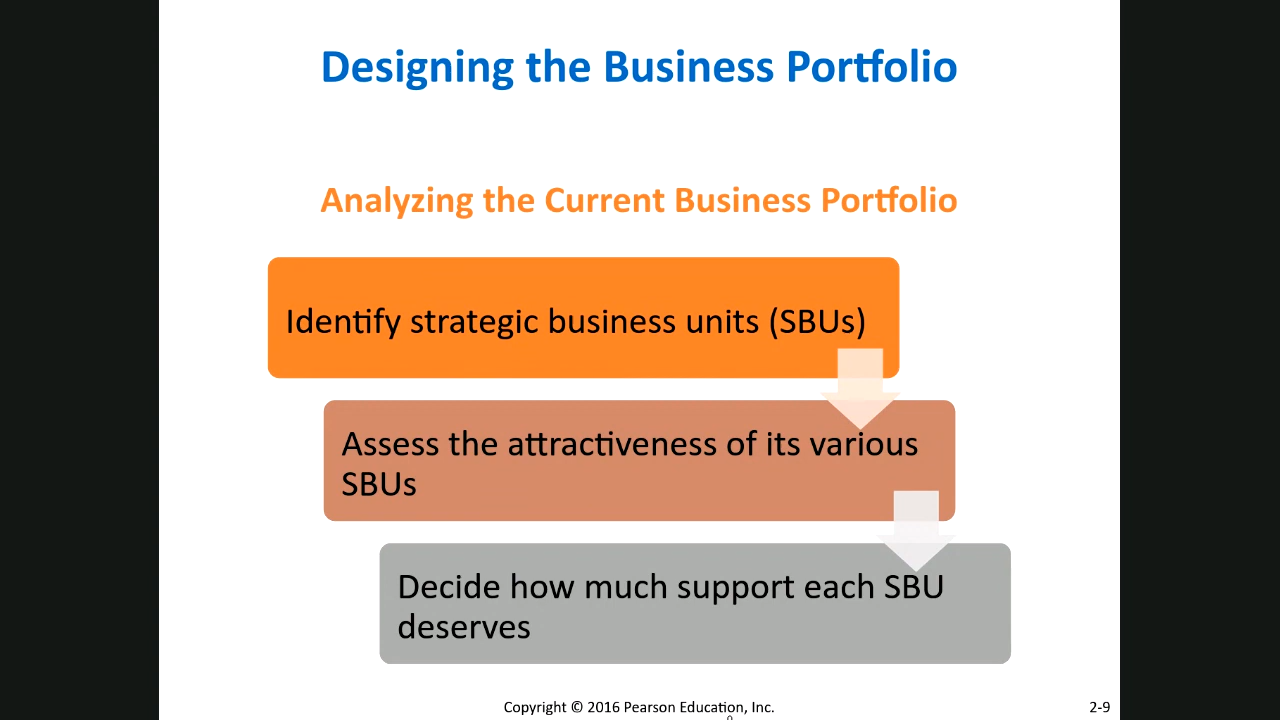 Designing the Business Portfolio
Analyzing the Current Business Portfolio
Identify strategic business units (SBUs)
Assess the attractiveness of its various
SBUs
Decide how much support each SBU
deserves
Copyright © 2016 Pearson Education, Inc.
2-9